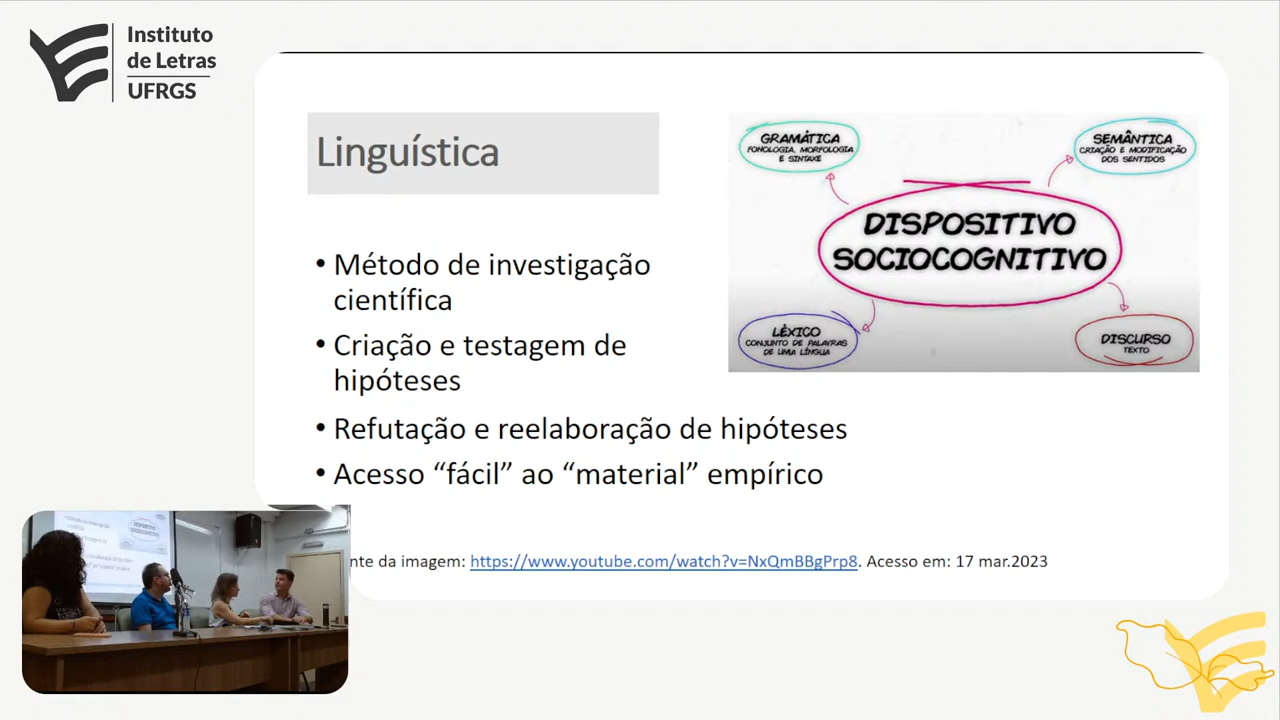 Instituto
de Letras
UFRGS
Linguística
• Método de investigação
científica
• Criação e testagem de
hipóteses
• Refutação e reelaboração de hipóteses
• Acesso “fácil” ao “material” empírico
GRAMÁTICA
FONOLOGIA, MORFOLOGIA
E SINTAXE
SEMÂNTICA
CRIAÇÃO E MODIFICAÇÃO
DOS SENTIDOS
DISPOSITIVO
SOCIOCOGNITIVO
LÉXICO
CONJUNTO DE PALAVRAS
DE UMA LÍNGUA
DISCURSO
TEXTO
nte da imagem: https://www.youtube.com/watch?v=NxQmBBgPrp8. Acesso em: 17 mar.2023